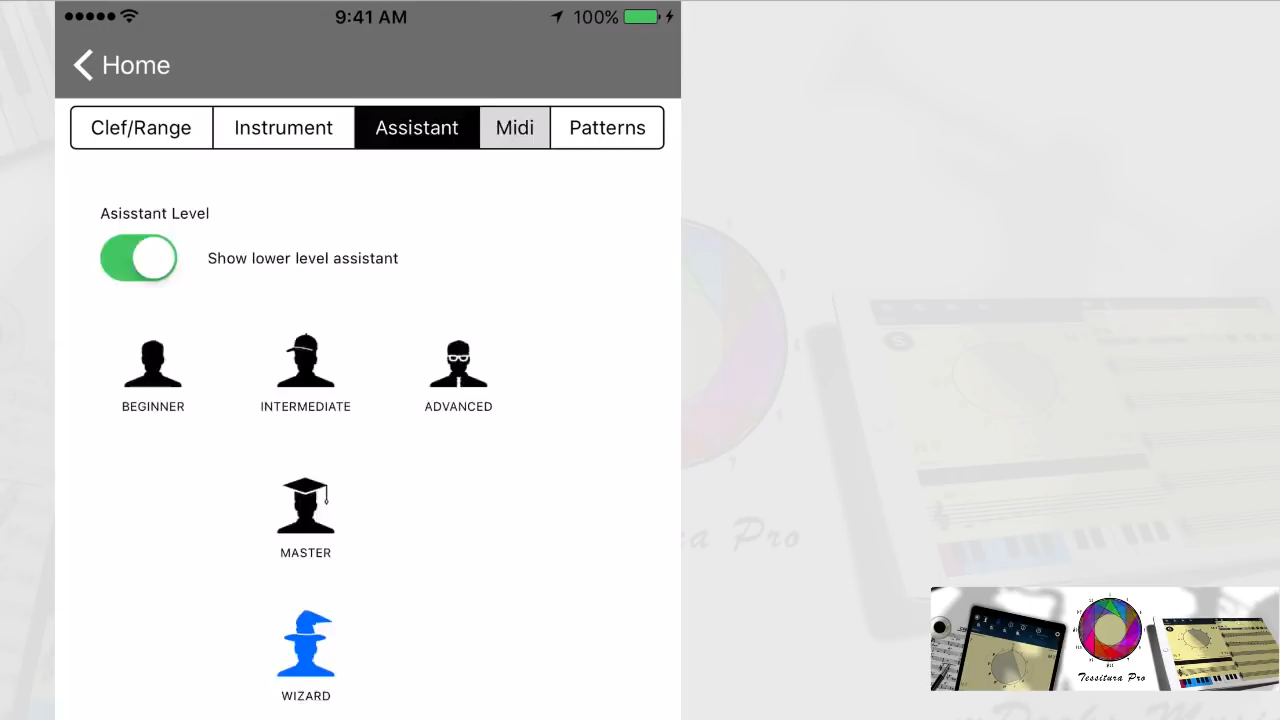 9:41 AM
100%
Home
Clef/Range Instrument Assistant Midi Patterns
Asisstant Level
Show lower level assistant
BEGINNER INTERMEDIATE ADVANCED
MASTER
WIZARD
Tessitura Pro